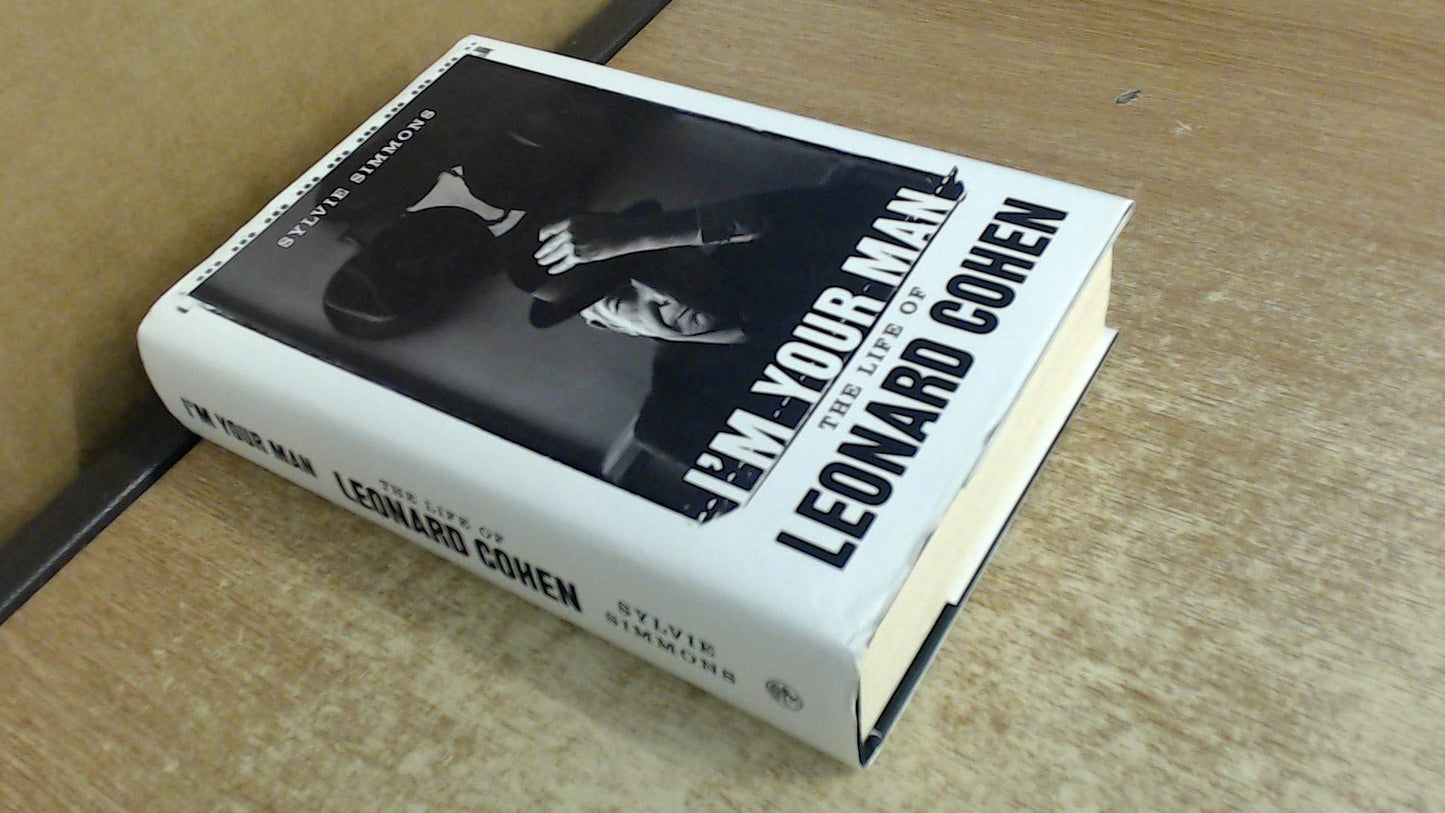 SYLVIE SIMMONS
I'M YOUR MAN
THE LIFE OF
LEONARD COHEN
I'M YOUR MAN
THE LIFE OF
LEONARD COHEN
SYLVIE
SIMMONS